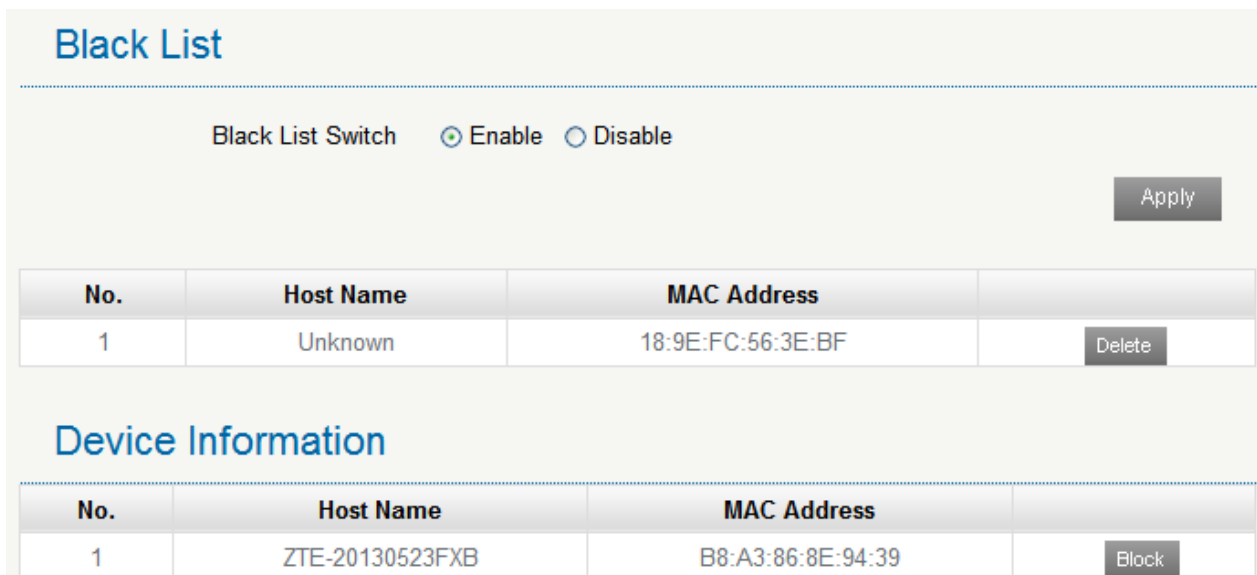 Black List
Black List Switch Enable Disable
Apply
No. Host Name MAC Address
1 Unknown 18:9E:FC:56:3E:BF Delete
Device Information
No. Host Name MAC Address
1 ZTE-20130523FXB B8:A3:86:8E:94:39 Block